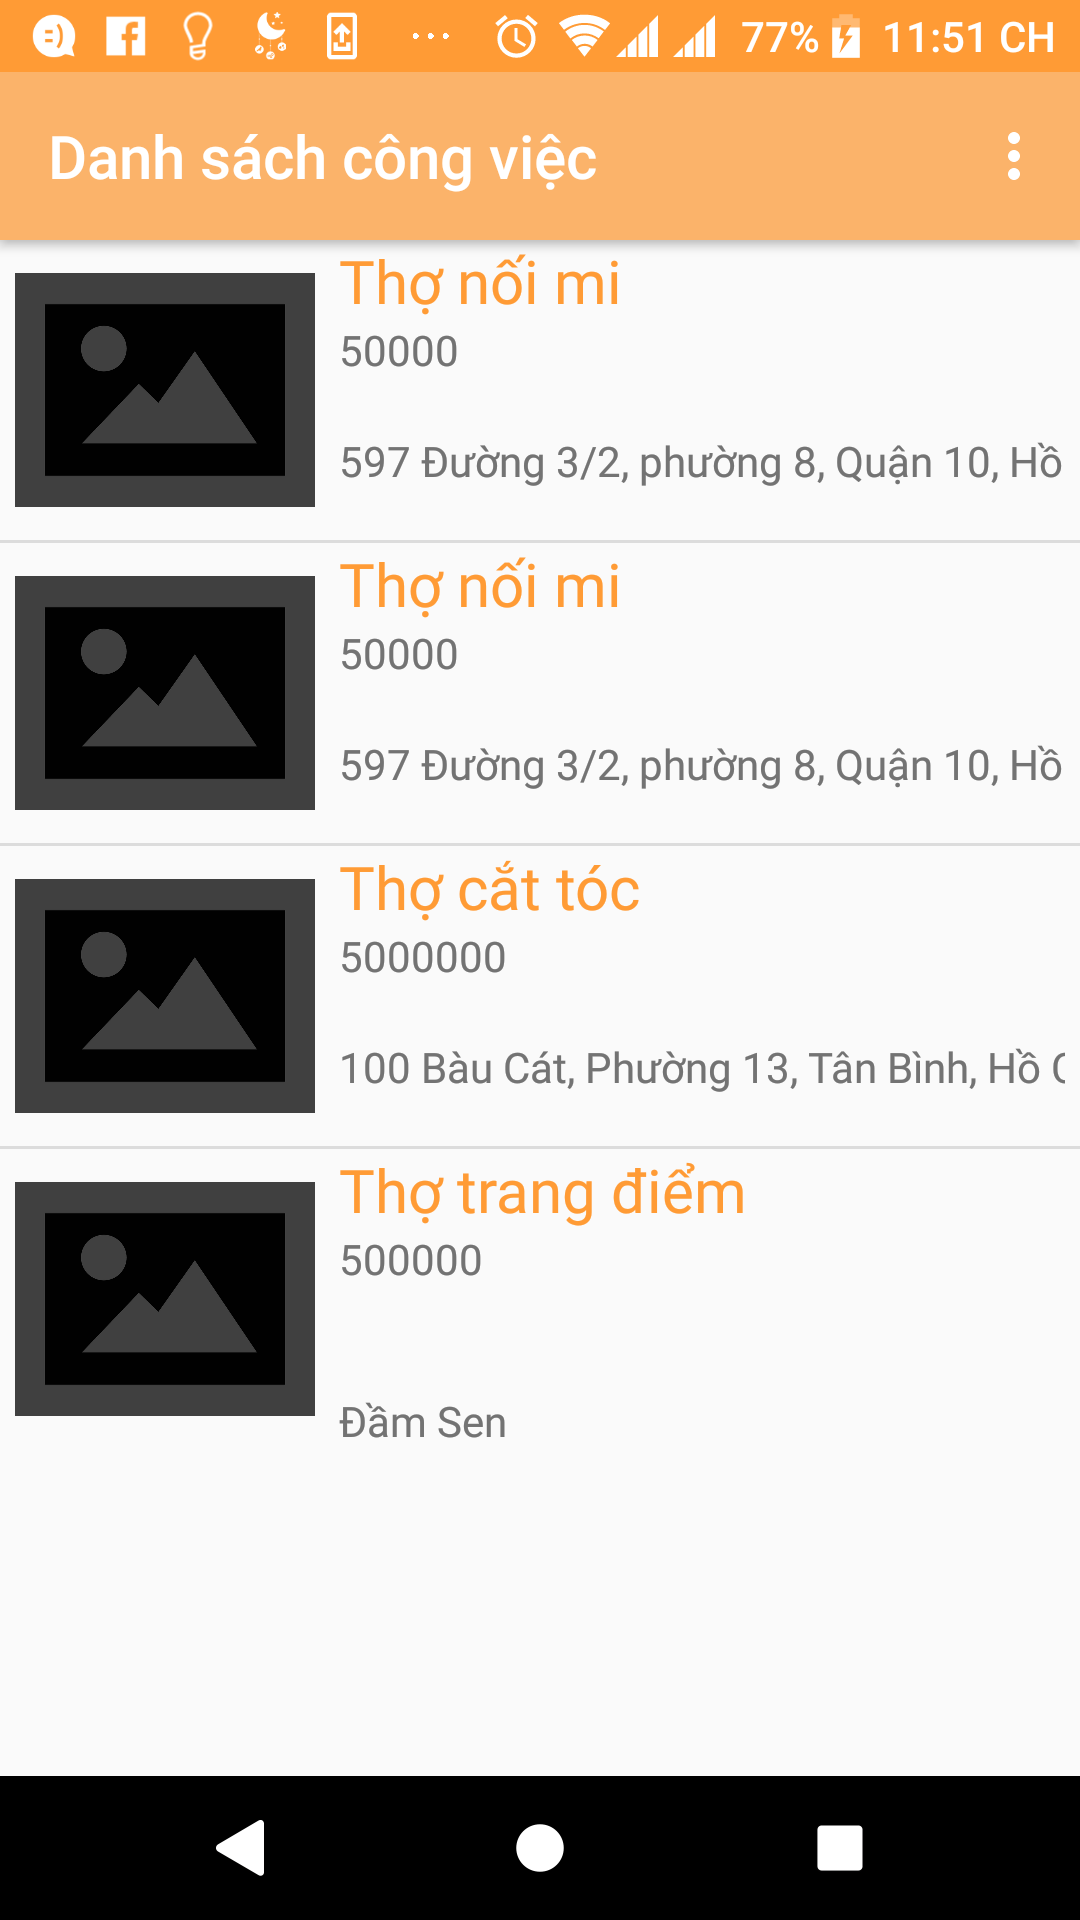 77% 11:51 CH
Danh sách công việc
Thợ nối mi
50000
597 Đường 3/2, phường 8, Quận 10, Hồ
Thợ nối mi
50000
597 Đường 3/2, phường 8, Quận 10, Hồ
Thợ cắt tóc
5000000
100 Bàu Cát, Phường 13, Tân Bình, Hồ
Thợ trang điểm
500000
Đầm Sen